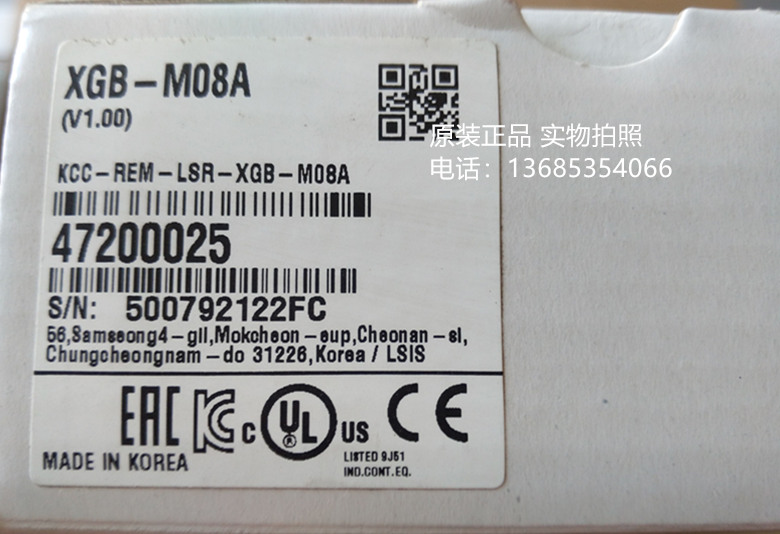 XGB-M08A
(V1.00)
原装正品 实物拍照
电话：13685354066
KCC-REM-LSR-XGB-M08A
47200025
S/N: 500792122FC
56,Samseong4-gil,Mokcheon-eup,Cheonan-si,
Chungcheongnam-do 31226,Korea / LSIS
EAC KC c UL US CE
MADE IN KOREA
LISTED 9J51
IND.CONT.EQ.